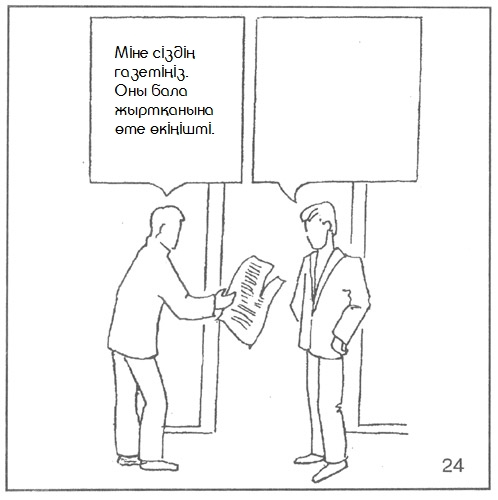 Міне сіздің
газетіңіз.
Оны бала
жыртқанына
өте өкінішті.
24